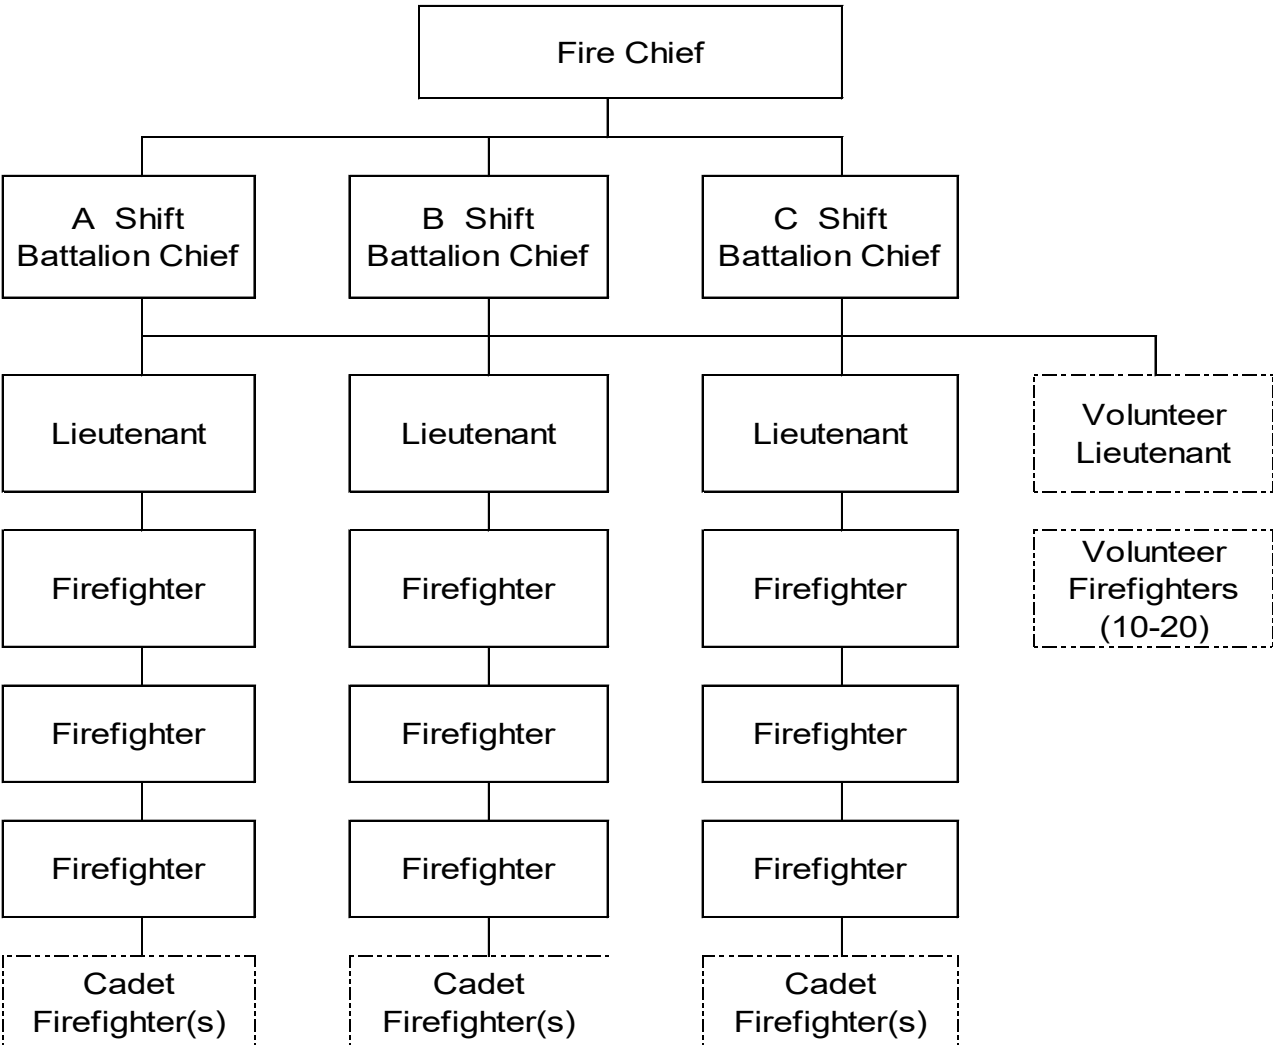 Fire Chief
A Shift
Battalion Chief
B Shift
Battalion Chief
C Shift
Battalion Chief
Lieutenant
Lieutenant
Lieutenant
Volunteer
Lieutenant
Firefighter
Firefighter
Firefighter
Volunteer
Firefighters
(10-20)
Firefighter
Firefighter
Firefighter
Firefighter
Firefighter
Firefighter
Cadet
Firefighter(s)
Cadet
Firefighter(s)
Cadet
Firefighter(s)